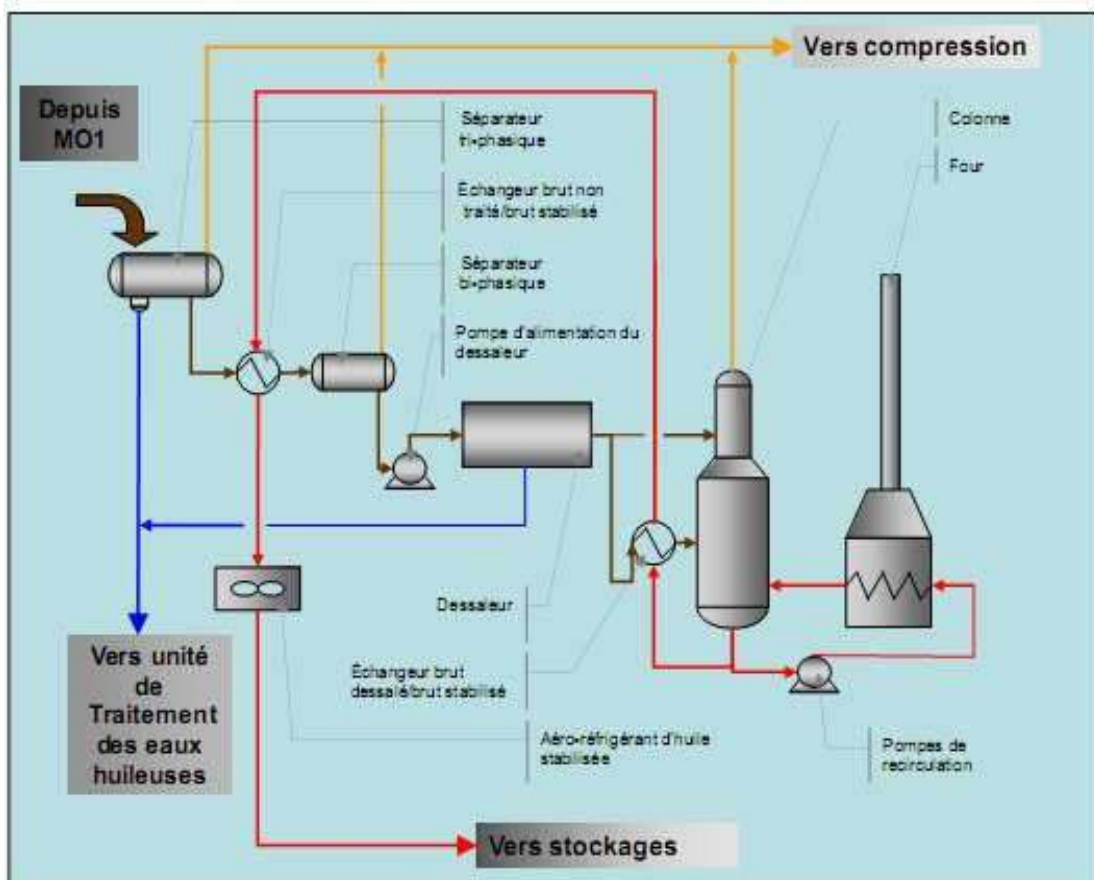 Vers compression
Depuis
MO1
Séparateur
tri-phasique
Colonne
Four
Échangeur brut non
traité/brut stabilisé
Séparateur
bi-phasique
Pompe d'alimentation du
dessaleur
Dessaleur
Échangeur brut
dessalé/brut stabilisé
Aéro-réfrigérant d'huile
stabilisée
Pompes de
recirculation
Vers unité
de
Traitement
des eaux
huileuses
Vers stockages